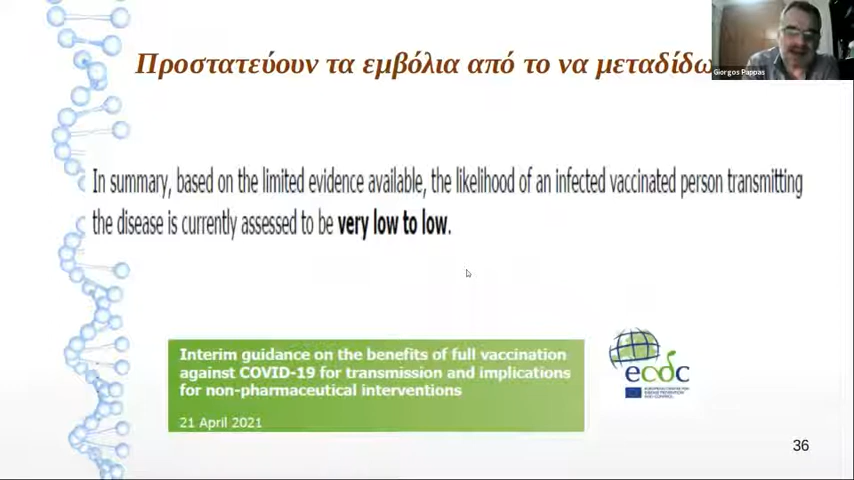 Προστατεύουν τα εμβόλια από το να
Giorgos Pappas
In summary, based on the limited evidence available, the likelihood of an infected vaccinated person transmitting
the disease is currently assessed to be very low to low.
Interim guidance on the benefits of full vaccination
against COVID-19 for transmission and implications
for non-pharmaceutical interventions
21 April 2021
ecdc
36